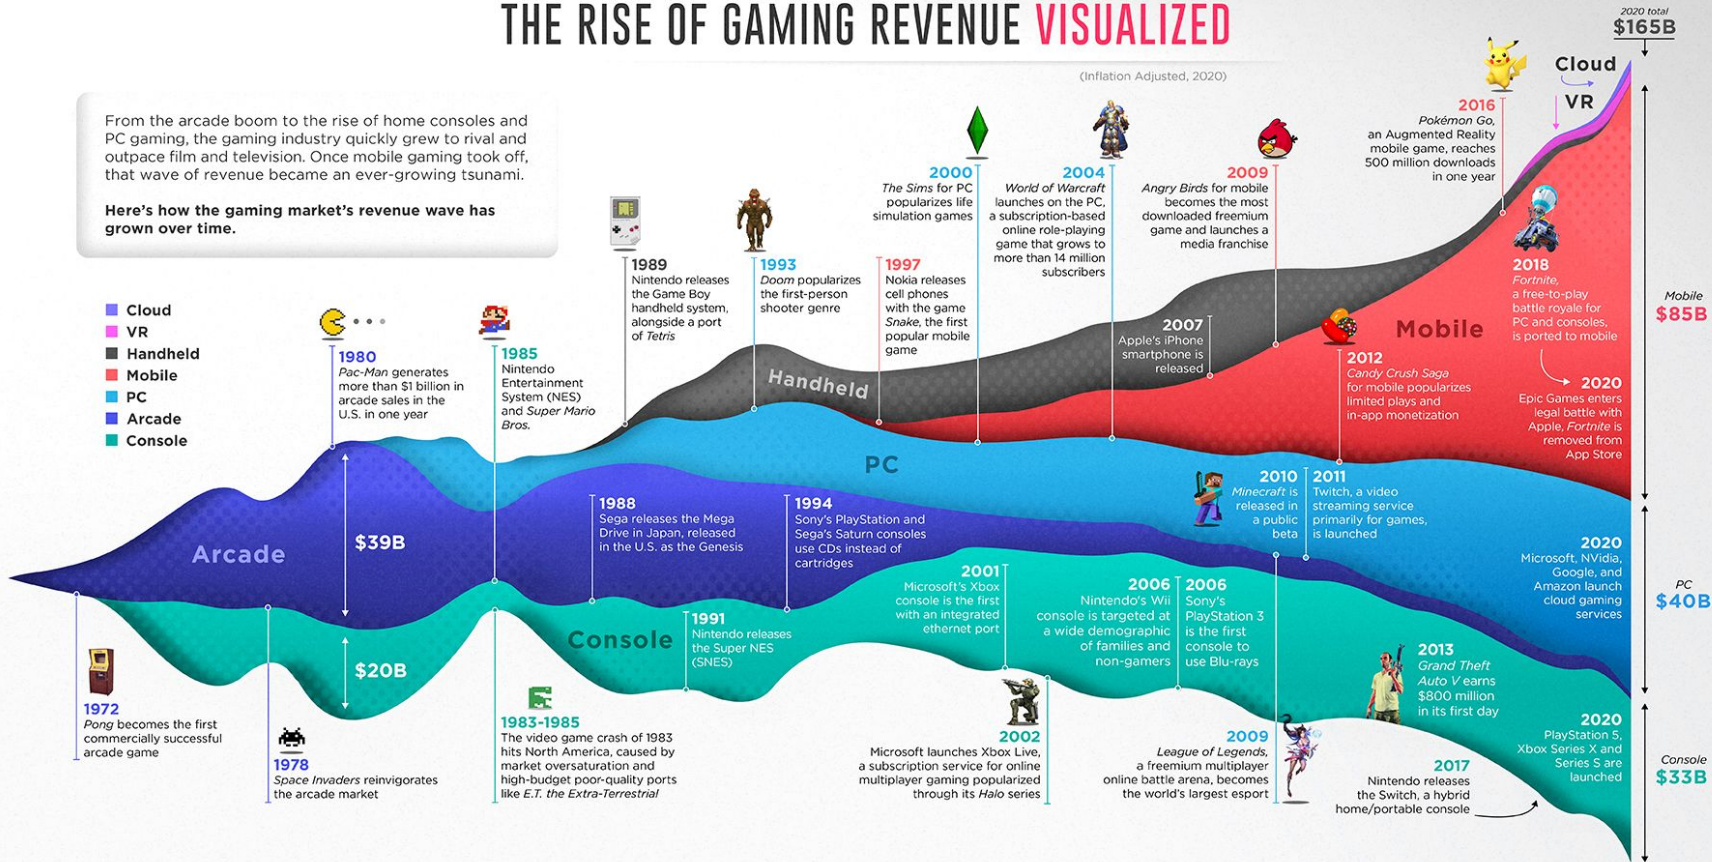 THE RISE OF GAMING REVENUE VISUALIZED
(Inflation Adjusted, 2020)
2020 total
$165B
From the arcade boom to the rise of home consoles and
PC gaming, the gaming industry quickly grew to rival and
outpace film and television. Once mobile gaming took off,
that wave of revenue became an ever-growing tsunami.
Here's how the gaming market's revenue wave has
grown over time.
Cloud
VR
Handheld
Mobile
PC
Arcade
Console
1972
Pong becomes the first
commercially successful
arcade game
1978
Space Invaders reinvigorates
the arcade market
1980
Pac-Man generates
more than $1 billion in
arcade sales in the
U.S. in one year
1985
Nintendo
Entertainment
System (NES)
and Super Mario
Bros.
1983-1985
The video game crash of 1983
hits North America, caused by
market oversaturation and
high-budget poor-quality ports
like E.T. the Extra-Terrestrial
1988
Sega releases the Mega
Drive in Japan, released
in the U.S. as the Genesis
1989
Nintendo releases
the Game Boy
handheld system,
alongside a port
of Tetris
1991
Nintendo releases
the Super NES
(SNES)
1993
Doom popularizes
the first-person
shooter genre
1994
Sony's PlayStation and
Sega's Saturn consoles
use CDs instead of
cartridges
1997
Nokia releases
cell phones
with the game
Snake, the first
popular mobile
game
2000
The Sims for PC
popularizes life
simulation games
2001
Microsoft's Xbox
console is the first
with an integrated
ethernet port
2002
Microsoft launches Xbox Live,
a subscription service for online
multiplayer gaming popularized
through its Halo series
2004
World of Warcraft
launches on the PC,
a subscription-based
online role-playing
game that grows to
more than 14 million
subscribers
2006
Nintendo's Wii
console is targeted at
a wide demographic
of families and
non-gamers
2006
Sony's
PlayStation 3
is the first
console to
use Blu-rays
2007
Apple's iPhone
smartphone is
released
2009
Angry Birds for mobile
becomes the most
downloaded freemium
game and launches a
media franchise
2009
League of Legends,
a freemium multiplayer
online battle arena, becomes
the world's largest esport
2010
Minecraft is
released in
a public
beta
2011
Twitch, a video
streaming service
primarily for games,
is launched
2012
Candy Crush Saga
for mobile popularizes
limited plays and
in-app monetization
2013
Grand Theft
Auto V earns
$800 million
in its first day
2016
Pokémon Go,
an Augmented Reality
mobile game, reaches
500 million downloads
in one year
2017
Nintendo releases
the Switch, a hybrid
home/portable console
2018
Fortnite,
a free-to-play
battle royale for
PC and consoles,
is ported to mobile
2020
Epic Games enters
legal battle with
Apple, Fortnite is
removed from
App Store
2020
Microsoft, NVidia,
Google, and
Amazon launch
cloud gaming
services
2020
PlayStation 5,
Xbox Series X and
Series S are
launched
Arcade
$39B
$20B
Console
Handheld
PC
Mobile
Cloud
VR
Mobile
$85B
PC
$40B
Console
$33B